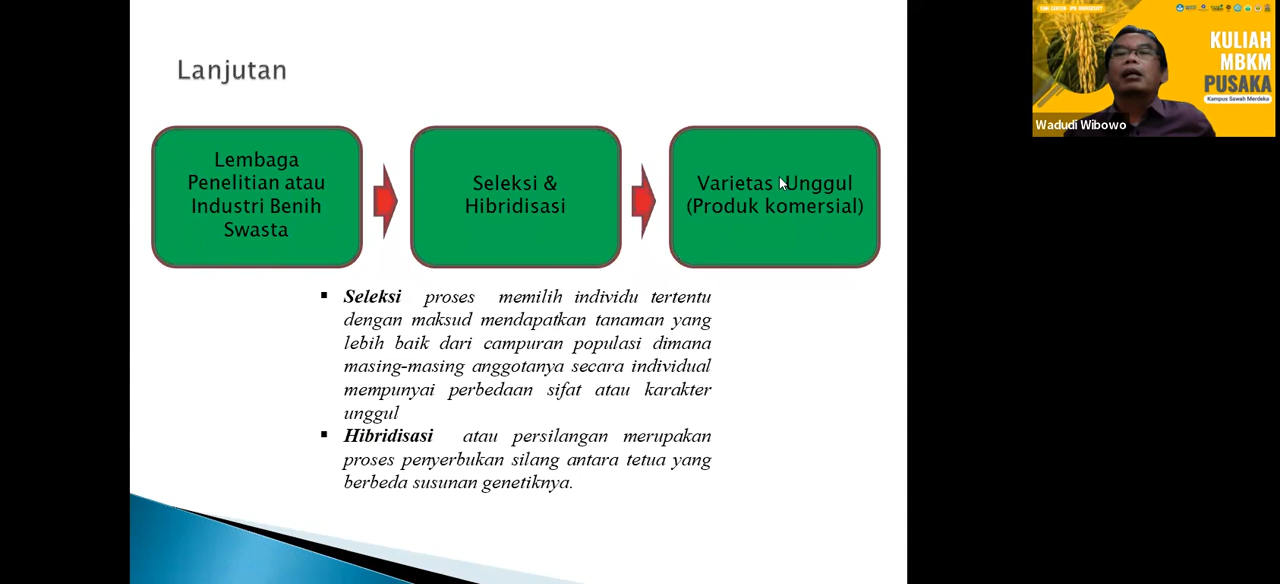 Lanjutan
Lembaga
Penelitian atau
Industri Benih
Swasta
Seleksi &
Hibridisasi
Varietas Unggul
(Produk komersial)
▪ Seleksi proses memilih individu tertentu
dengan maksud mendapatkan tanaman yang
lebih baik dari campuran populasi dimana
masing-masing anggotanya secara individual
mempunyai perbedaan sifat atau karakter
unggul
▪ Hibridisasi atau persilangan merupakan
proses penyerbukan silang antara tetua yang
berbeda susunan genetiknya.
KULIAH
MBKM
PUSAKA
Kampus Sawah Merdeka
Wadudi Wibowo